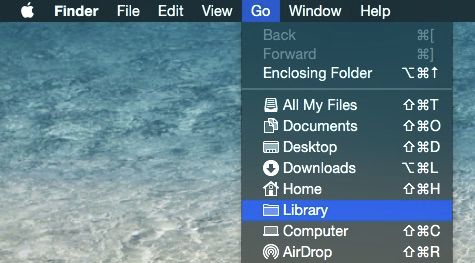 Finder File Edit View Go Window Help
Back ⌘[
Forward ⌘]
Enclosing Folder ⌥⌘↑
All My Files ⇧⌘T
Documents ⇧⌘O
Desktop ⇧⌘D
Downloads ⌥⌘L
Home ⇧⌘H
Library
Computer ⇧⌘C
AirDrop ⇧⌘R